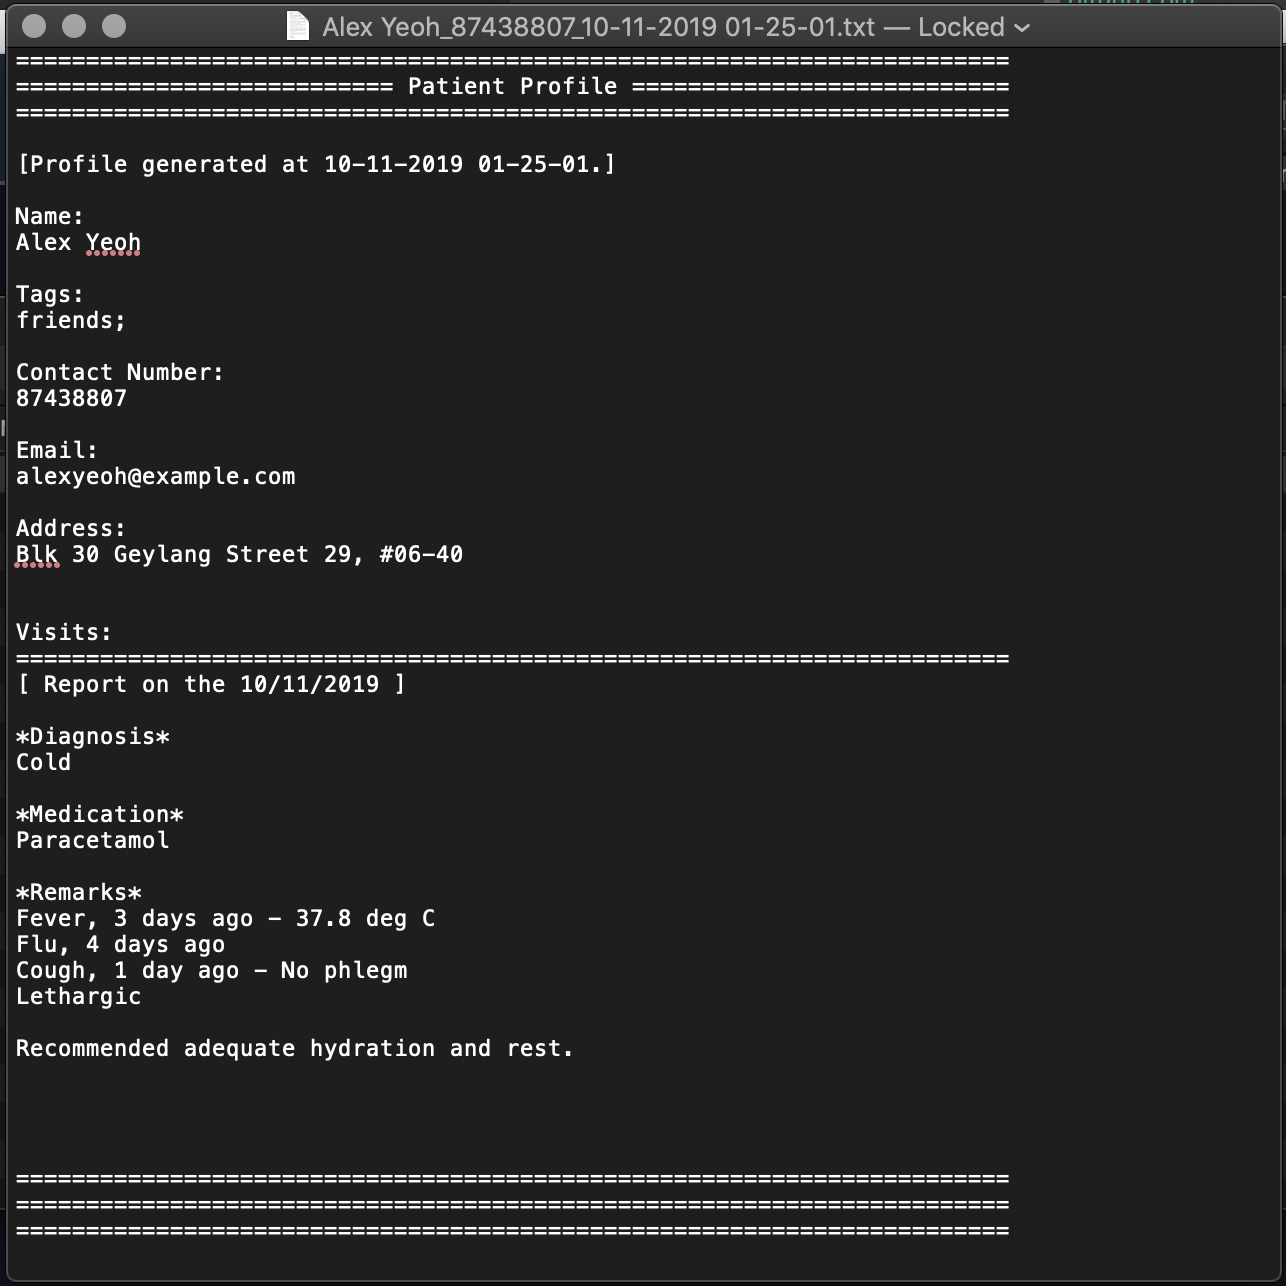 Alex Yeoh_87438807_10-11-2019 01-25-01.txt — Locked
=======================================================================
=========================== Patient Profile ===========================
=======================================================================
[Profile generated at 10-11-2019 01-25-01.]
Name:
Alex Yeoh
Tags:
friends;
Contact Number:
87438807
Email:
alexyeoh@example.com
Address:
Blk 30 Geylang Street 29, #06-40
Visits:
=======================================================================
[ Report on the 10/11/2019 ]
*Diagnosis*
Cold
*Medication*
Paracetamol
*Remarks*
Fever, 3 days ago - 37.8 deg C
Flu, 4 days ago
Cough, 1 day ago - No phlegm
Lethargic
Recommended adequate hydration and rest.
=======================================================================
=======================================================================
=======================================================================